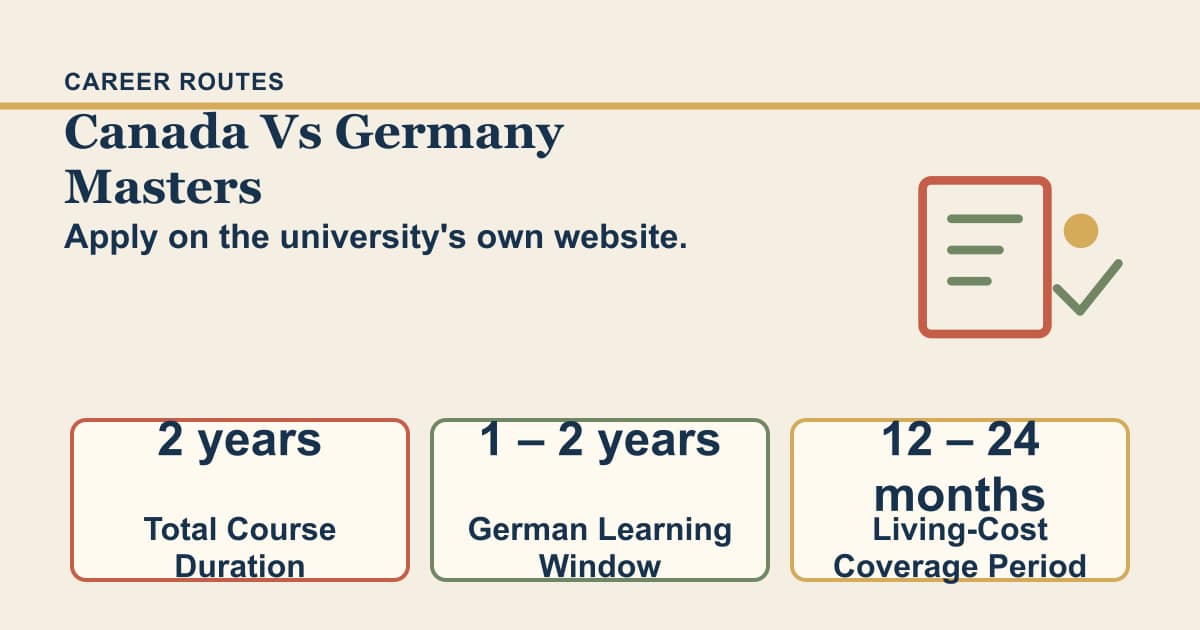 CAREER ROUTES
Canada Vs Germany
Masters
Apply on the university's own website.
2 years
Total Course
Duration
1 – 2 years
German Learning
Window
12 – 24
months
Living-Cost
Coverage Period